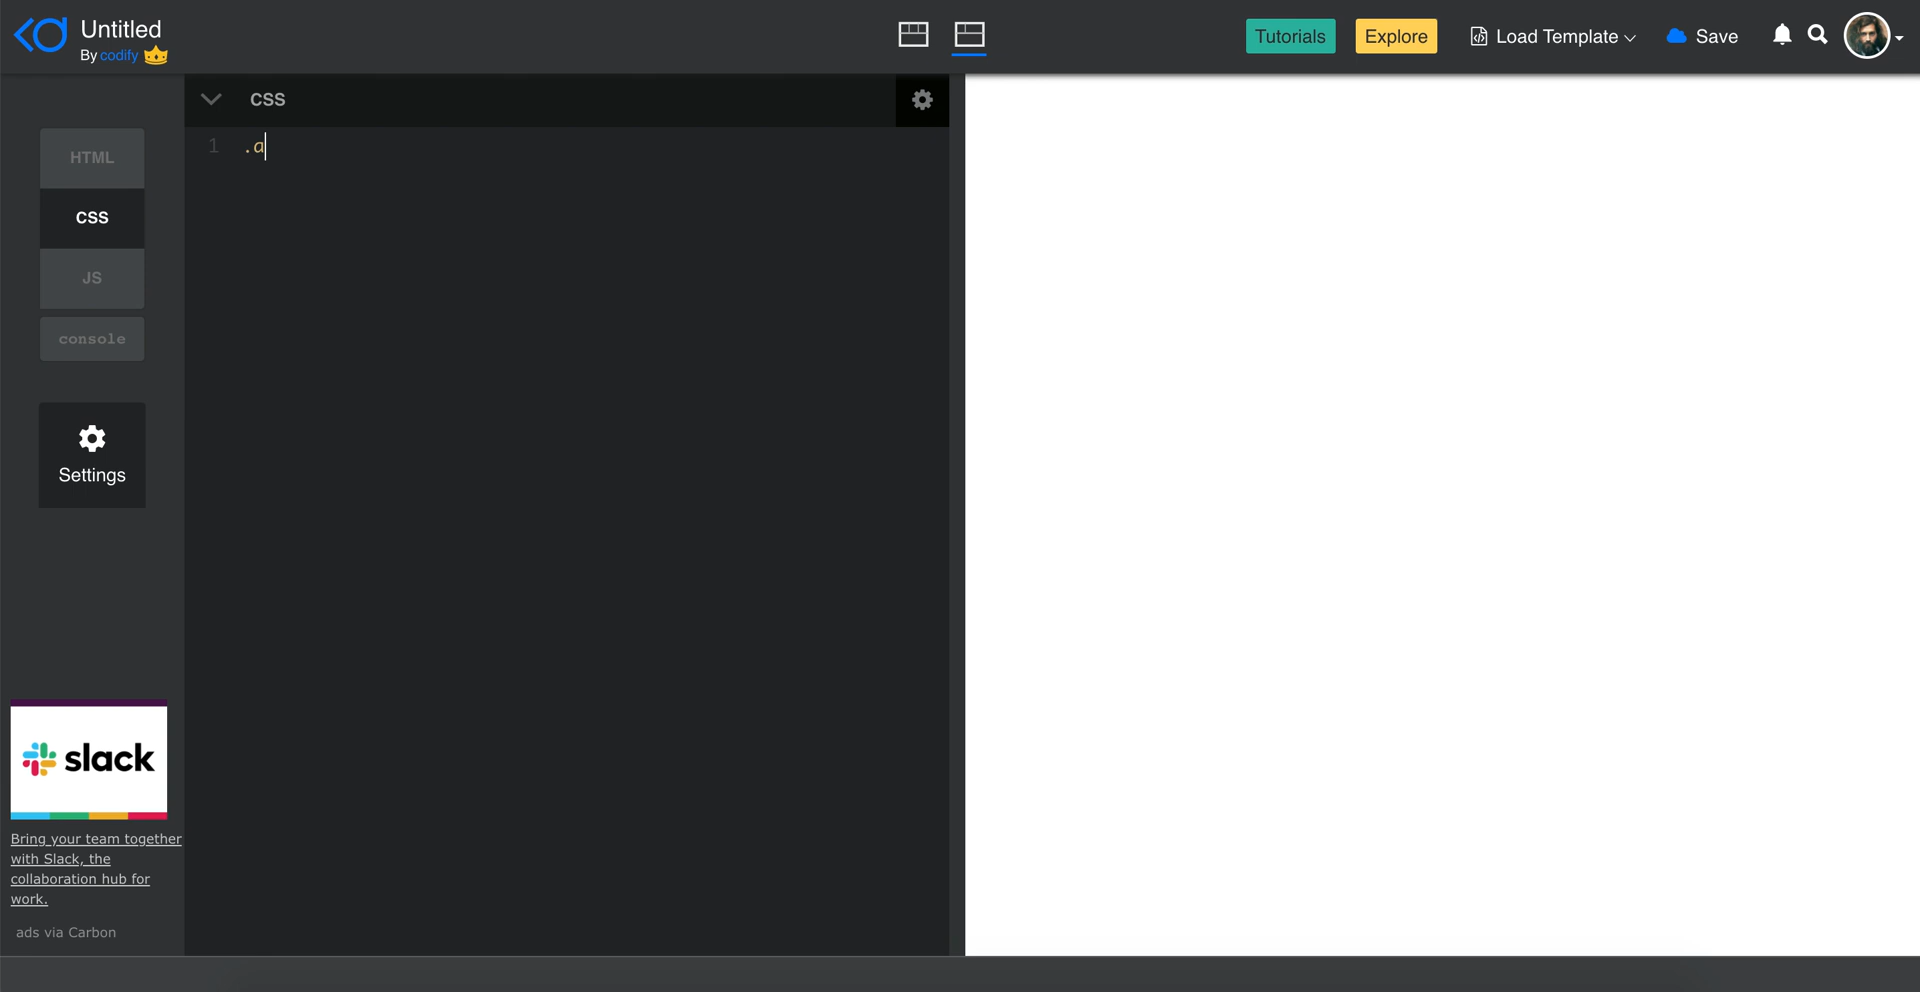 Untitled
By codify
Tutorials
Explore
Load Template
Save
HTML
CSS
JS
console
Settings
CSS
1 .a
slack
Bring your team together
with Slack, the
collaboration hub for
work.
ads via Carbon